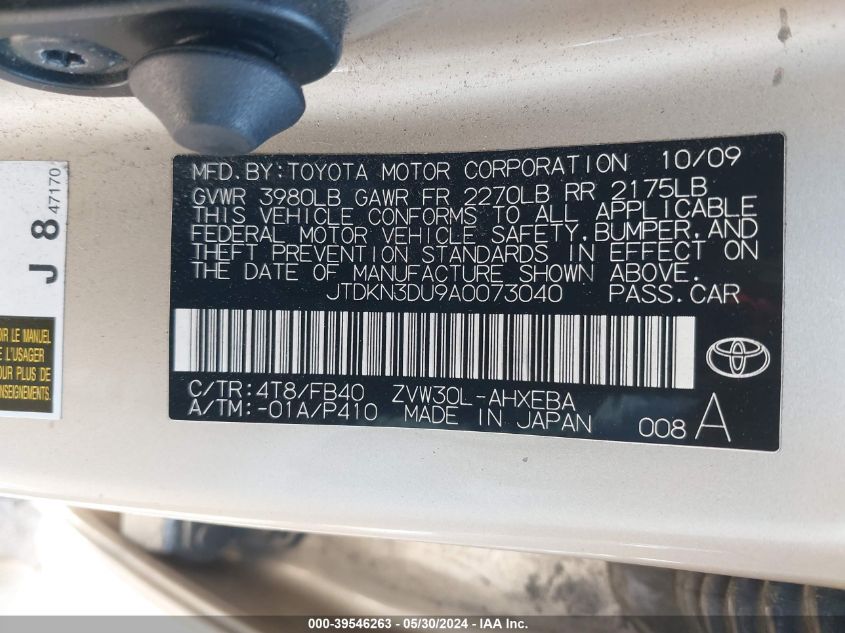 MFD. BY: TOYOTA MOTOR CORPORATION 10/09
GVWR 3980LB GAWR FR 2270LB RR 2175LB
THIS VEHICLE CONFORMS TO ALL APPLICABLE
FEDERAL MOTOR VEHICLE SAFETY, BUMPER, AND
THEFT PREVENTION STANDARDS IN EFFECT ON
THE DATE OF MANUFACTURE SHOWN ABOVE.
JTDKN3DU9A0073040 PASS. CAR
C/TR: 4T8/FB40 ZVW30L-AHXEBA
A/TM: -01A/P410 MADE IN JAPAN
008 A
J 8
47170
LE MANUEL
L'USAGER
PLUS DE
ENSEIGNEMENTS.
000-39546263 - 05/30/2024 - IAA Inc.